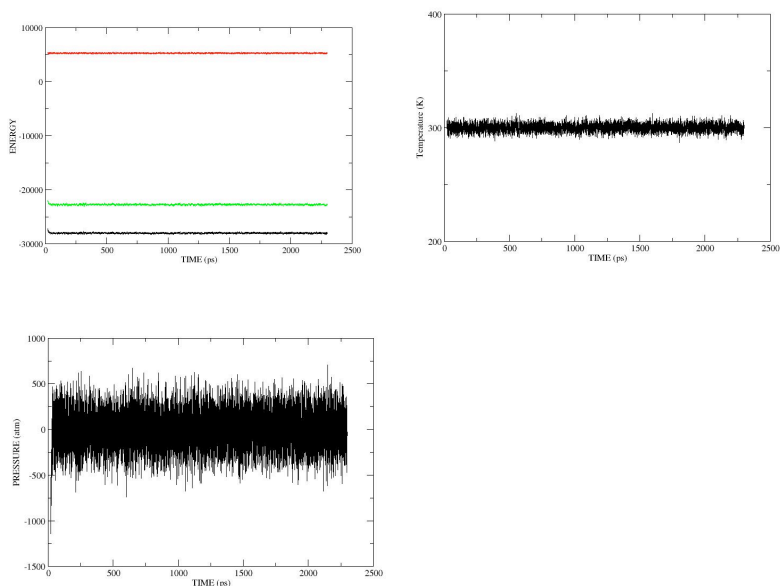 10000
0
-10000
-20000
-30000
ENERGY
0 500 1000 1500 2000 2500
TIME (ps)
400
300
200
Temperature (K)
0 500 1000 1500 2000 2500
TIME (ps)
1000
500
0
-500
-1000
-1500
PRESSURE (atm)
0 500 1000 1500 2000 2500
TIME (ps)